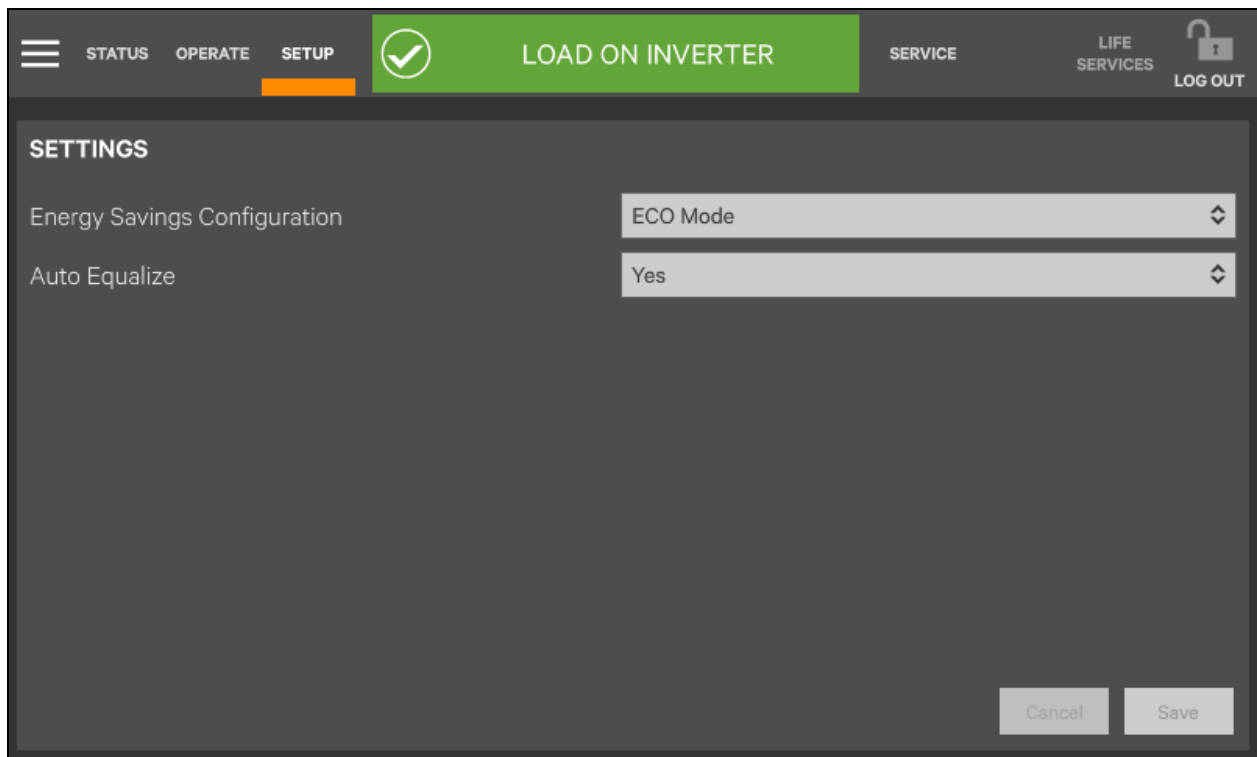 STATUS OPERATE SETUP LOAD ON INVERTER SERVICE LIFE
SERVICES
LOG OUT
SETTINGS
Energy Savings Configuration ECO Mode
Auto Equalize Yes
Cancel Save